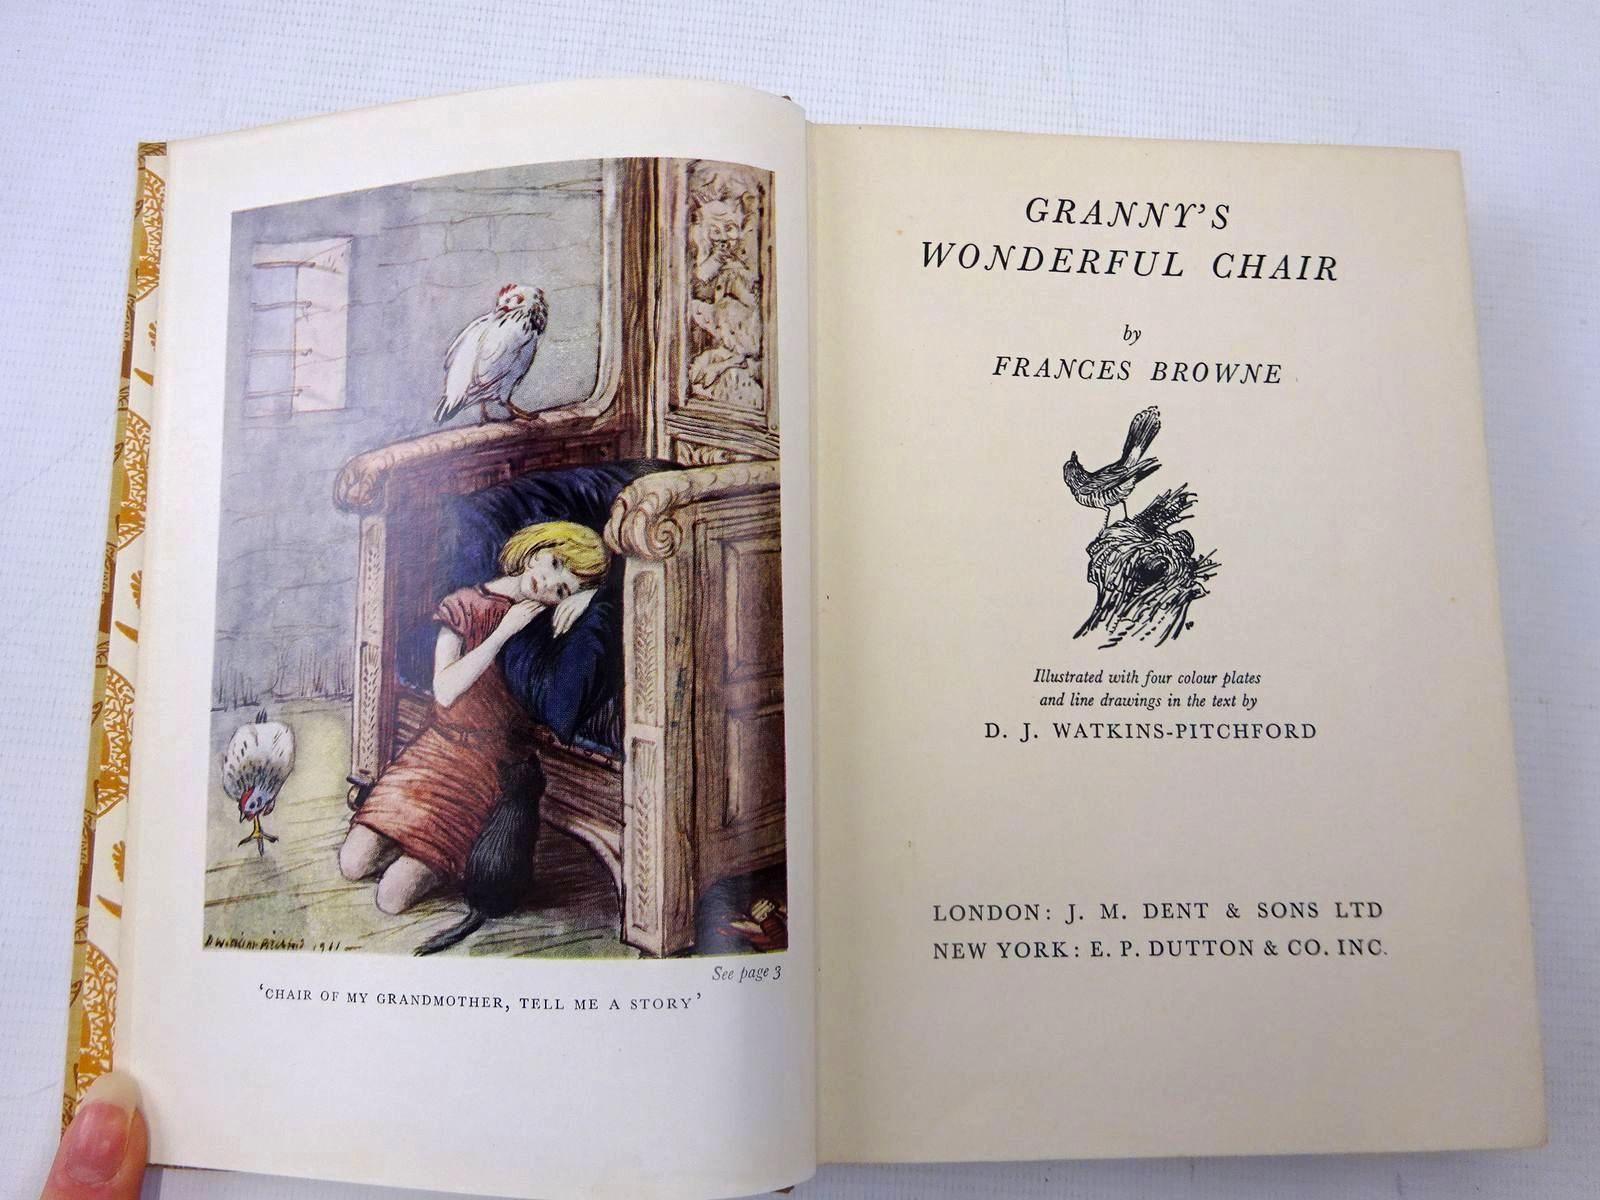 See page 3
‘CHAIR OF MY GRANDMOTHER, TELL ME A STORY’
GRANNY’S
WONDERFUL CHAIR
by
FRANCES BROWNE
Illustrated with four colour plates
and line drawings in the text by
D. J. WATKINS-PITCHFORD
LONDON: J. M. DENT & SONS LTD
NEW YORK: E. P. DUTTON & CO. INC.